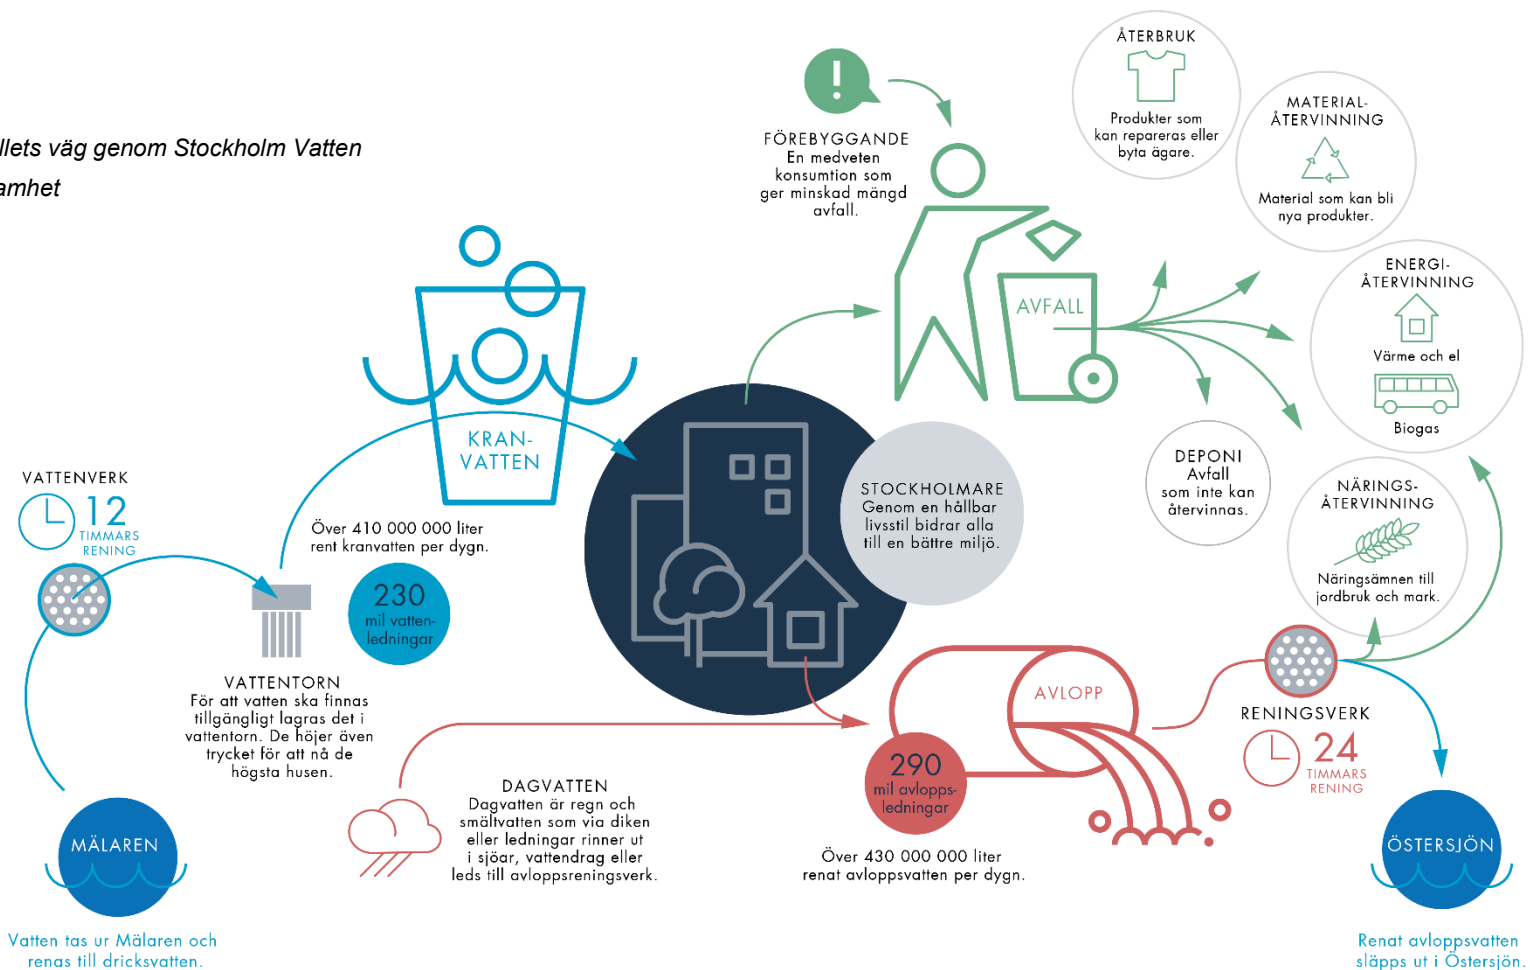 llets väg genom Stockholm Vatten
amhet
FÖREBYGGANDE
En medveten
konsumtion som
ger minskad mängd
avfall.
ÅTERBRUK
Produkter som
kan repareras eller
byta ägare.
MATERIAL-
ÅTERVINNING
Material som kan bli
nya produkter.
ENERGI-
ÅTERVINNING
Värme och el
Biogas
AVFALL
DEPONI
Avfall
som inte kan
återvinnas.
NÄRINGS-
ÅTERVINNING
Näringsämnen till
jordbruk och mark.
KRAN-
VATTEN
STOCKHOLMARE
Genom en hållbar
livsstil bidrar alla
till en bättre miljö.
VATTENVERK
12
TIMMARS
RENING
Över 410 000 000 liter
rent kranvatten per dygn.
230
mil vatten-
ledningar
VATTENTORN
För att vatten ska finnas
tillgängligt lagras det i
vattentorn. De höjer även
trycket för att nå de
högsta husen.
MÄLAREN
Vatten tas ur Mälaren och
renas till dricksvatten.
DAGVATTEN
Dagvatten är regn och
smältvatten som via diken
eller ledningar rinner ut
i sjöar, vattendrag eller
leds till avloppsreningsverk.
AVLOPP
290
mil avlopps-
ledningar
Över 430 000 000 liter
renat avloppsvatten per dygn.
RENINGSVERK
24
TIMMARS
RENING
ÖSTERSJÖN
Renat avloppsvatten
släpps ut i Östersjön.